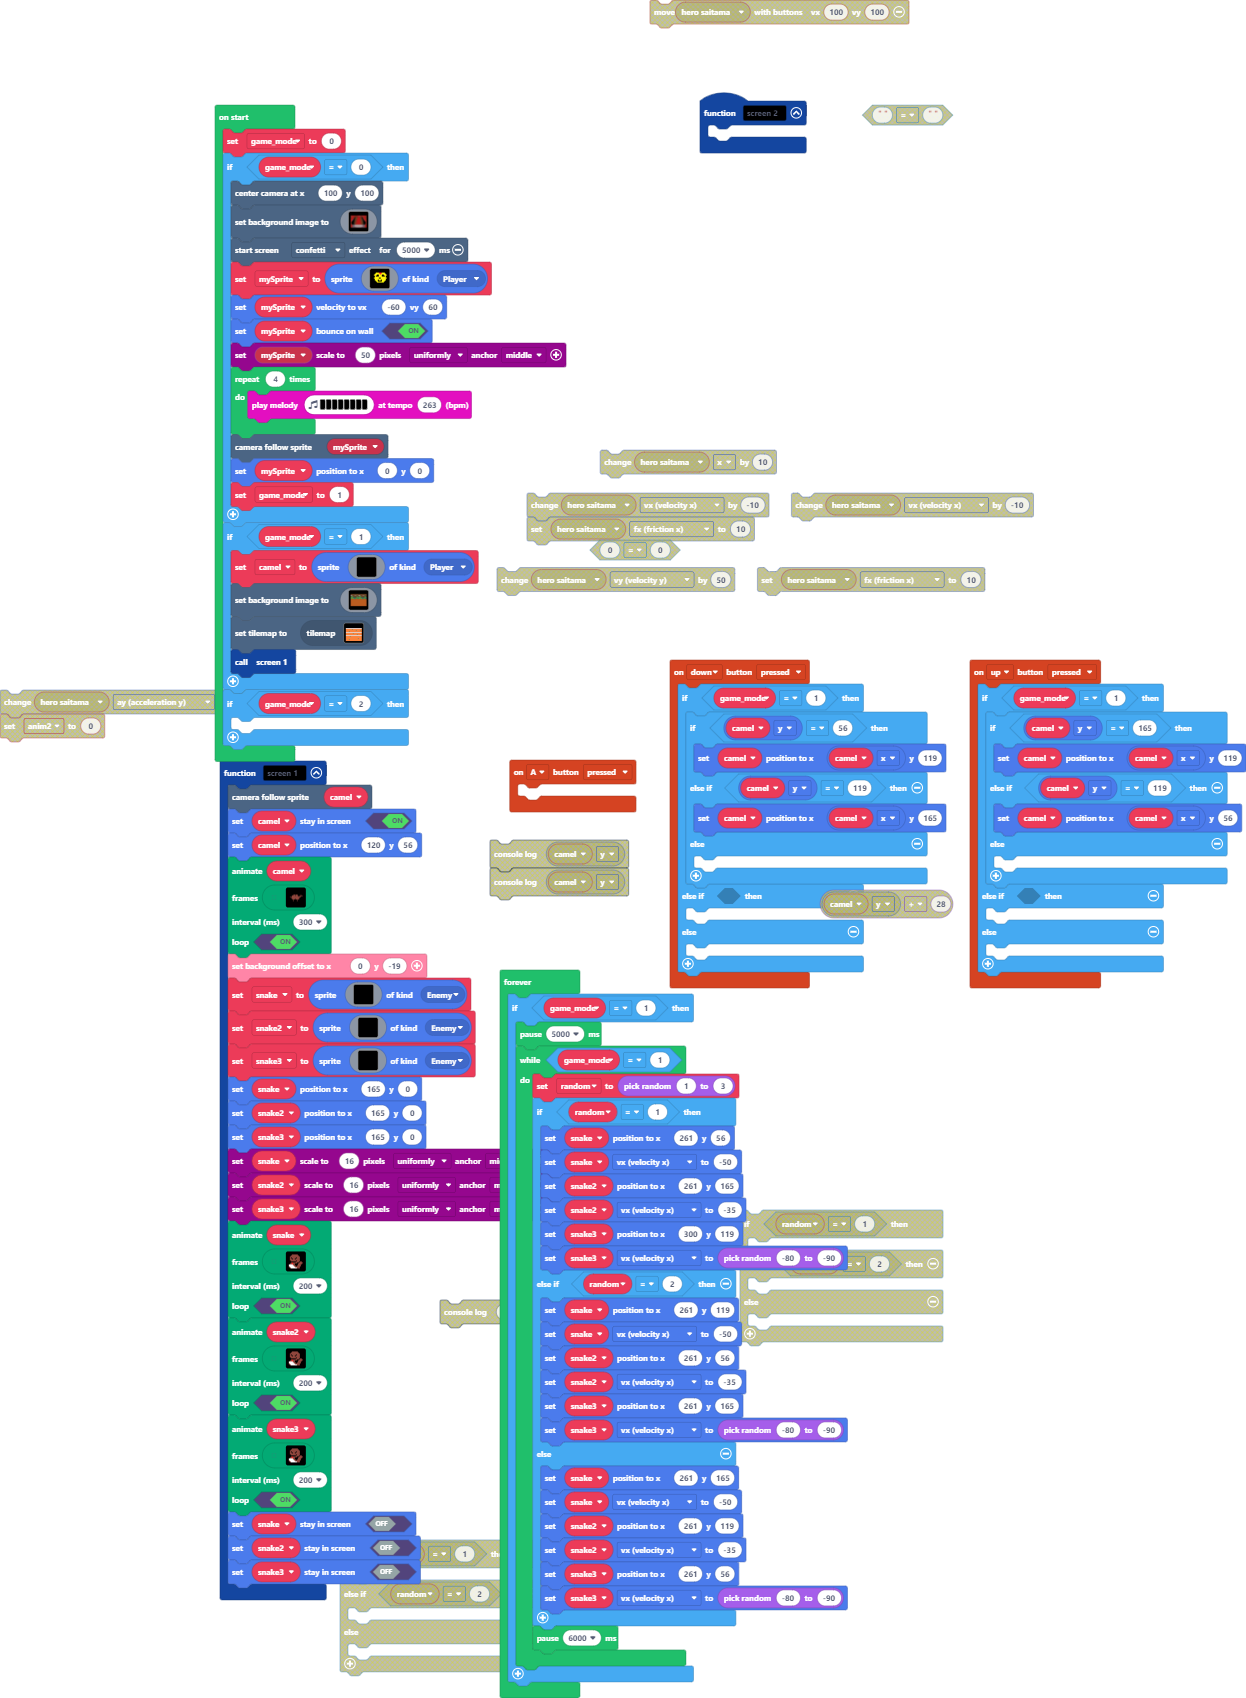 move hero saitama with buttons vx 100 vy 100
function screen 2
" " = " "
on start
set game_mode to 0
if game_mode = 0 then
center camera at x 100 y 100
set background image to
start screen confetti effect for 5000 ms
set mySprite to sprite of kind Player
set mySprite velocity to vx -60 vy 60
set mySprite bounce on wall ON
set mySprite scale to 50 pixels uniformly anchor middle
repeat 4 times
do play melody at tempo 263 (bpm)
camera follow sprite mySprite
set mySprite position to x 0 y 0
set game_mode to 1
if game_mode = 1 then
set camel to sprite of kind Player
set background image to
set tilemap to tilemap
call screen 1
if game_mode = 2 then
change hero saitama x by 10
change hero saitama vx (velocity x) by -10
set hero saitama fx (friction x) to 10
0 = 0
change hero saitama vx (velocity x) by -10
change hero saitama vy (velocity y) by 50
set hero saitama fx (friction x) to 10
change hero saitama ay (acceleration y)
set anim2 to 0
function screen 1
camera follow sprite camel
set camel stay in screen ON
set camel position to x 120 y 56
animate camel
frames
interval (ms) 300
loop ON
set background offset to x 0 y -19
set snake to sprite of kind Enemy
set snake2 to sprite of kind Enemy
set snake3 to sprite of kind Enemy
set snake position to x 165 y 0
set snake2 position to x 165 y 0
set snake3 position to x 165 y 0
set snake scale to 16 pixels uniformly anchor mi
set snake2 scale to 16 pixels uniformly anchor m
set snake3 scale to 16 pixels uniformly anchor m
animate snake
frames
interval (ms) 200
loop ON
animate snake2
frames
interval (ms) 200
loop ON
animate snake3
frames
interval (ms) 200
loop ON
set snake stay in screen OFF
set snake2 stay in screen OFF
set snake3 stay in screen OFF
on A button pressed
console log camel y
console log camel y
on down button pressed
if game_mode = 1 then
if camel y = 56 then
set camel position to x camel x y 119
else if camel y = 119 then
set camel position to x camel x y 165
else
else if then
else
camel y + 28
on up button pressed
if game_mode = 1 then
if camel y = 165 then
set camel position to x camel x y 119
else if camel y = 119 then
set camel position to x camel x y 56
else
else if then
else
forever
if game_mode = 1 then
pause 5000 ms
while game_mode = 1
do set random to pick random 1 to 3
if random = 1 then
set snake position to x 261 y 56
set snake vx (velocity x) to -50
set snake2 position to x 261 y 165
set snake2 vx (velocity x) to -35
set snake3 position to x 300 y 119
set snake3 vx (velocity x) to pick random -80 to -90
else if random = 2 then
set snake position to x 261 y 119
set snake vx (velocity x) to -50
set snake2 position to x 261 y 56
set snake2 vx (velocity x) to -35
set snake3 position to x 261 y 165
set snake3 vx (velocity x) to pick random -80 to -90
else
set snake position to x 261 y 165
set snake vx (velocity x) to -50
set snake2 position to x 261 y 119
set snake2 vx (velocity x) to -35
set snake3 position to x 261 y 56
set snake3 vx (velocity x) to pick random -80 to -90
pause 6000 ms
if random = 1 then
= 2 then
else
console log
= 1 the
else if random = 2
else